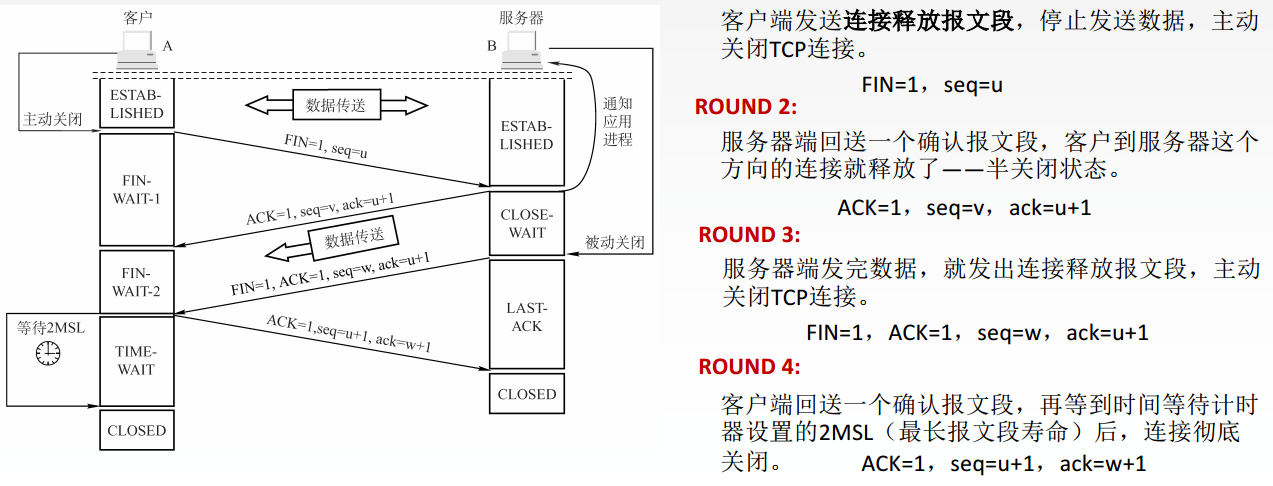 客户
A
服务器
B
ESTAB-
LISHED
主动关闭
数据传送
通知
应用
进程
ESTAB-
LISHED
FIN=1, seq=u
FIN-
WAIT-1
ACK=1, seq=v, ack=u+1
CLOSE-
WAIT
数据传送
被动关闭
FIN-
WAIT-2
FIN=1, ACK=1, seq=w, ack=u+1
LAST-
ACK
等待2MSL
ACK=1,seq=u+1, ack=w+1
TIME-
WAIT
CLOSED
CLOSED
客户端发送连接释放报文段，停止发送数据，主动
关闭TCP连接。
FIN=1，seq=u
ROUND 2:
服务器端回送一个确认报文段，客户到服务器这个
方向的连接就释放了——半关闭状态。
ACK=1，seq=v，ack=u+1
ROUND 3:
服务器端发完数据，就发出连接释放报文段，主动
关闭TCP连接。
FIN=1，ACK=1，seq=w，ack=u+1
ROUND 4:
客户端回送一个确认报文段，再等到时间等待计时
器设置的2MSL（最长报文段寿命）后，连接彻底
关闭。
ACK=1，seq=u+1，ack=w+1